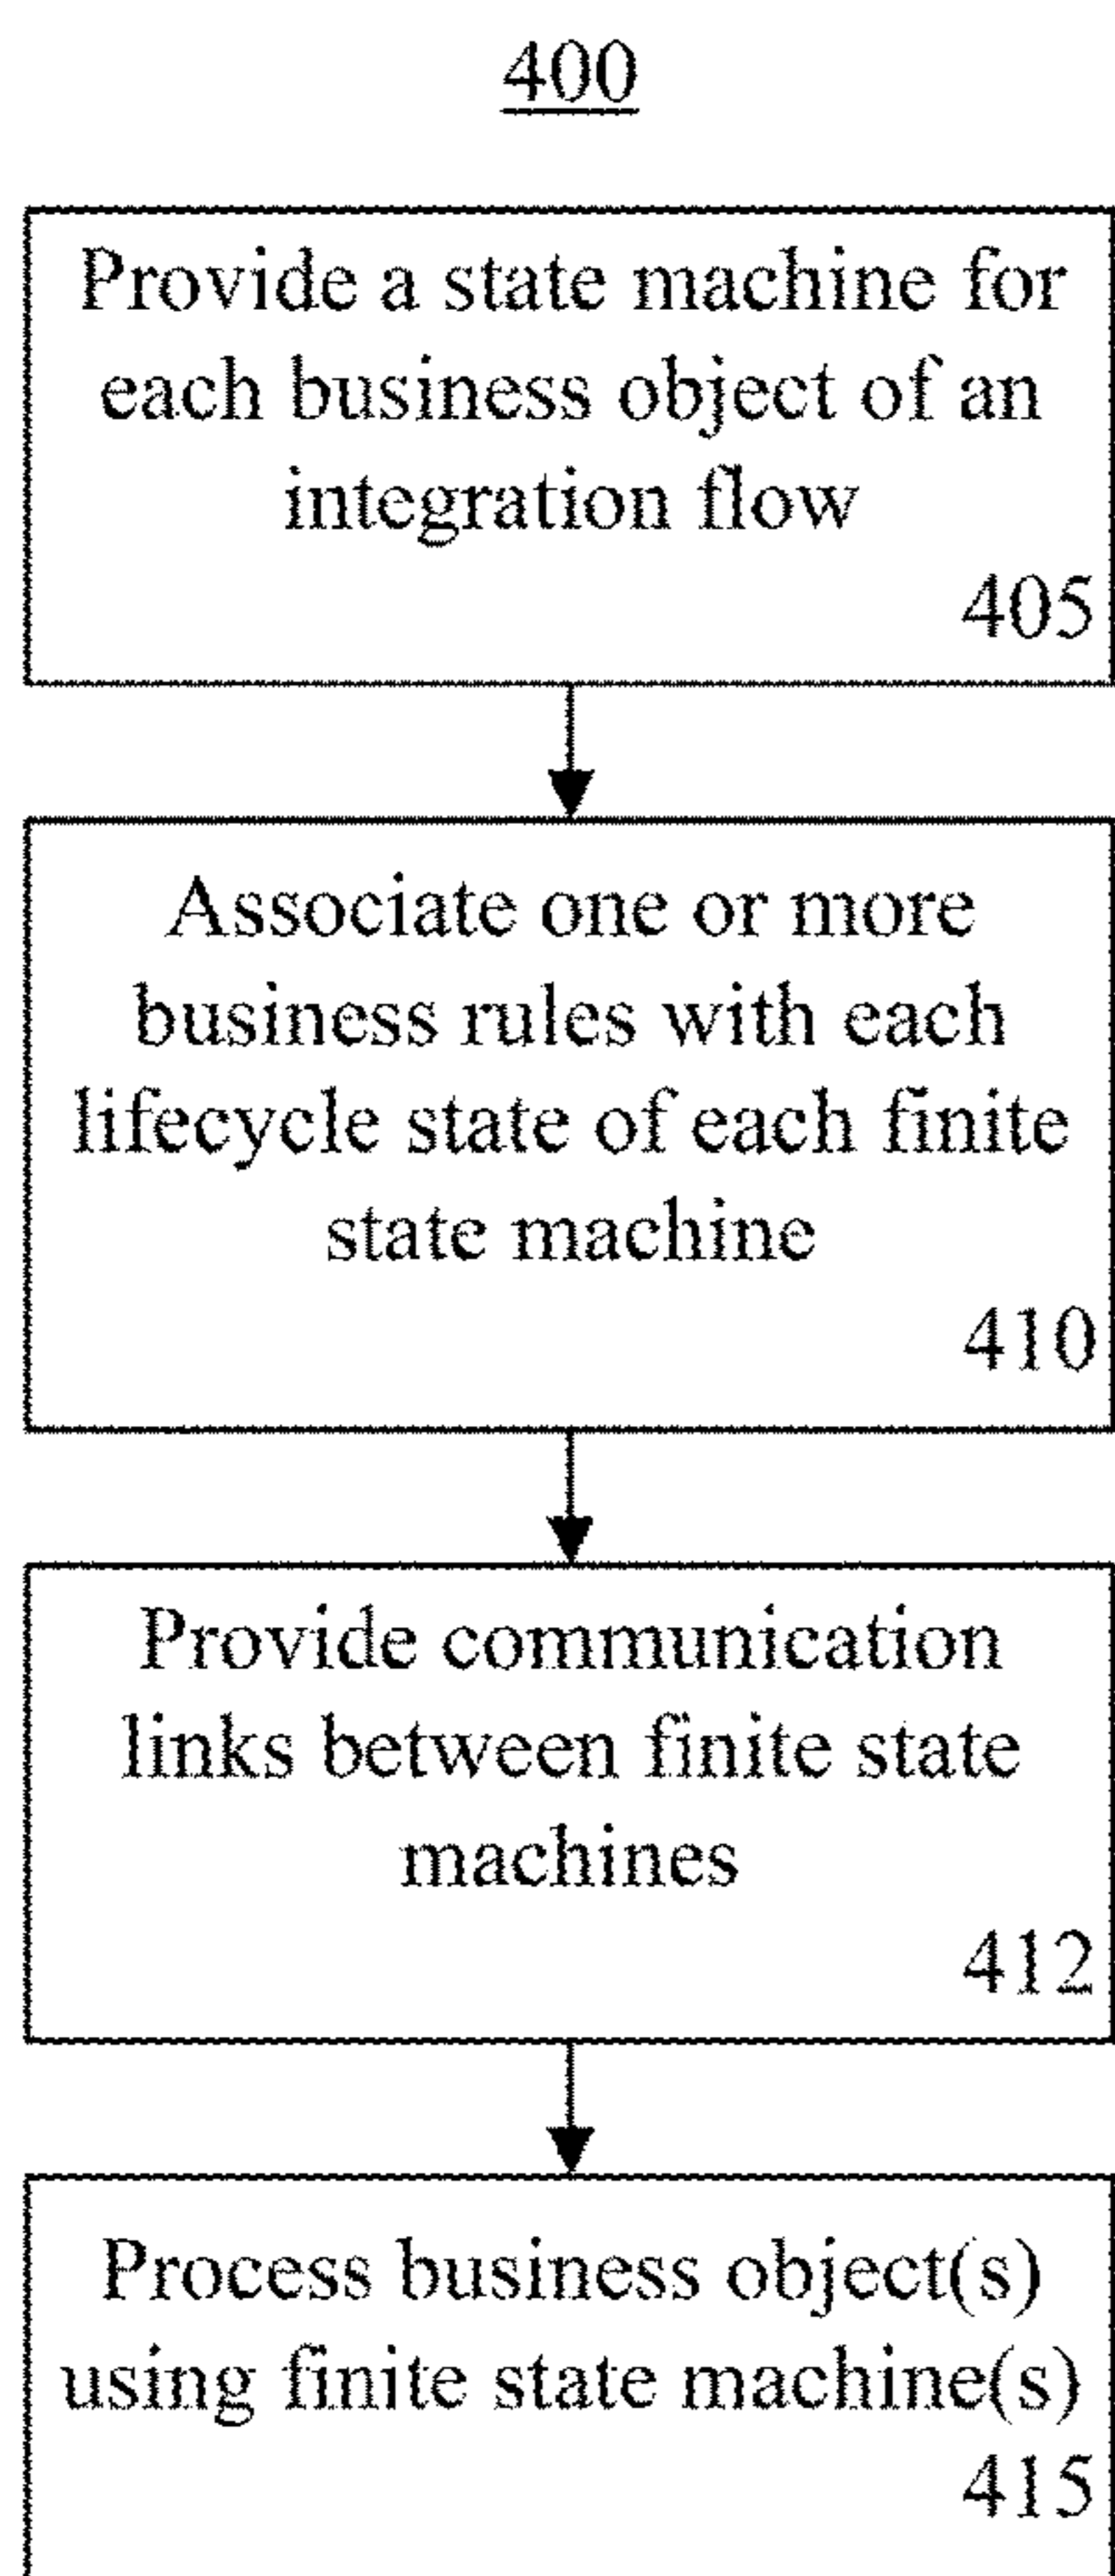 400
Provide a state machine for
each business object of an
integration flow
405
Associate one or more
business rules with each
lifecycle state of each finite
state machine
410
Provide communication
links between finite state
machines
412
Process business object(s)
using finite state machine(s)
415